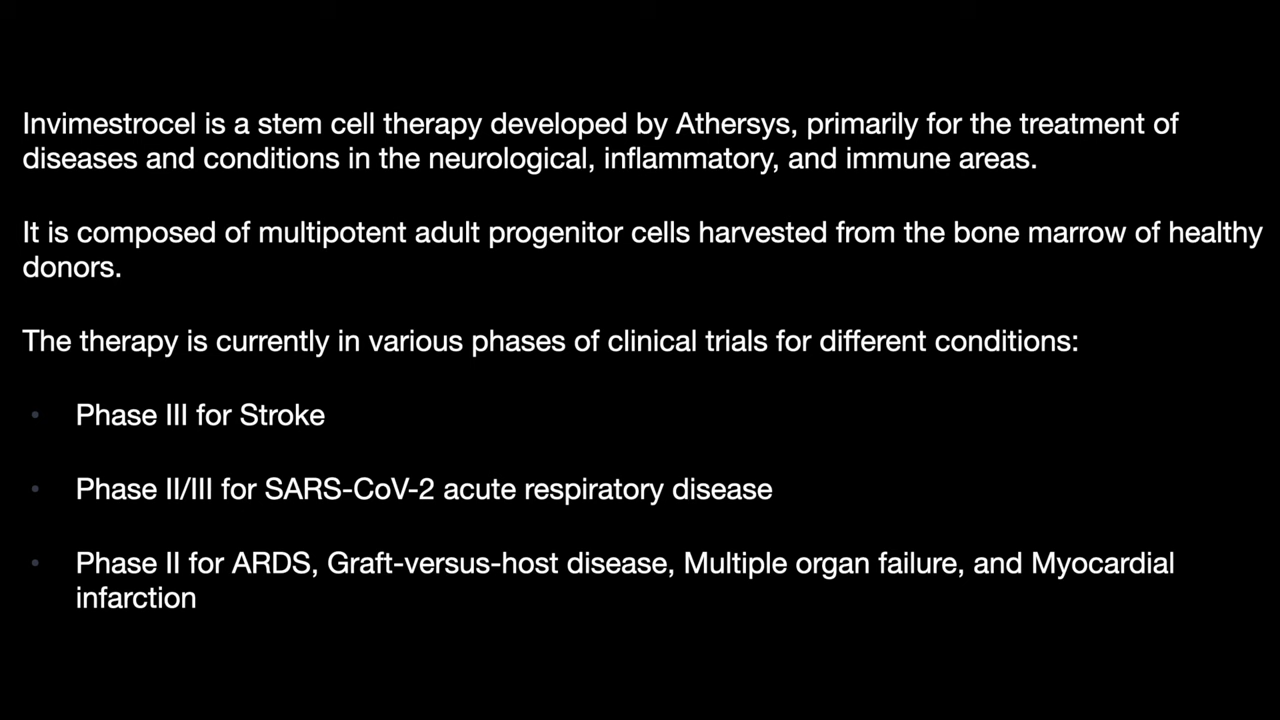 Invimestrocel is a stem cell therapy developed by Athersys, primarily for the treatment of
diseases and conditions in the neurological, inflammatory, and immune areas.
It is composed of multipotent adult progenitor cells harvested from the bone marrow of healthy
donors.
The therapy is currently in various phases of clinical trials for different conditions:
• Phase III for Stroke
• Phase II/III for SARS-CoV-2 acute respiratory disease
• Phase II for ARDS, Graft-versus-host disease, Multiple organ failure, and Myocardial
infarction